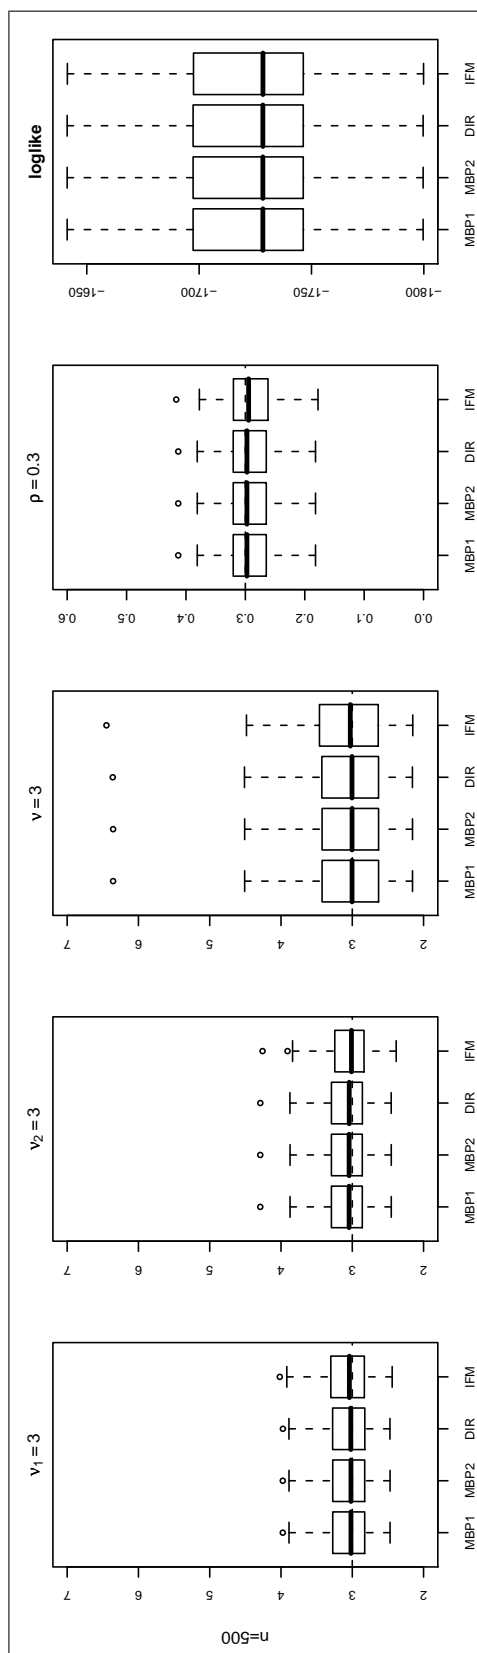 n=500
ν₁ = 3
7
6
5
4
3
2
MBP1 MBP2 DIR IFM
ν₂ = 3
7
6
5
4
3
2
MBP1 MBP2 DIR IFM
ν = 3
7
6
5
4
3
2
MBP1 MBP2 DIR IFM
ρ = 0.3
0.6
0.5
0.4
0.3
0.2
0.1
0.0
MBP1 MBP2 DIR IFM
loglike
−1650
−1700
−1750
−1800
MBP1 MBP2 DIR IFM